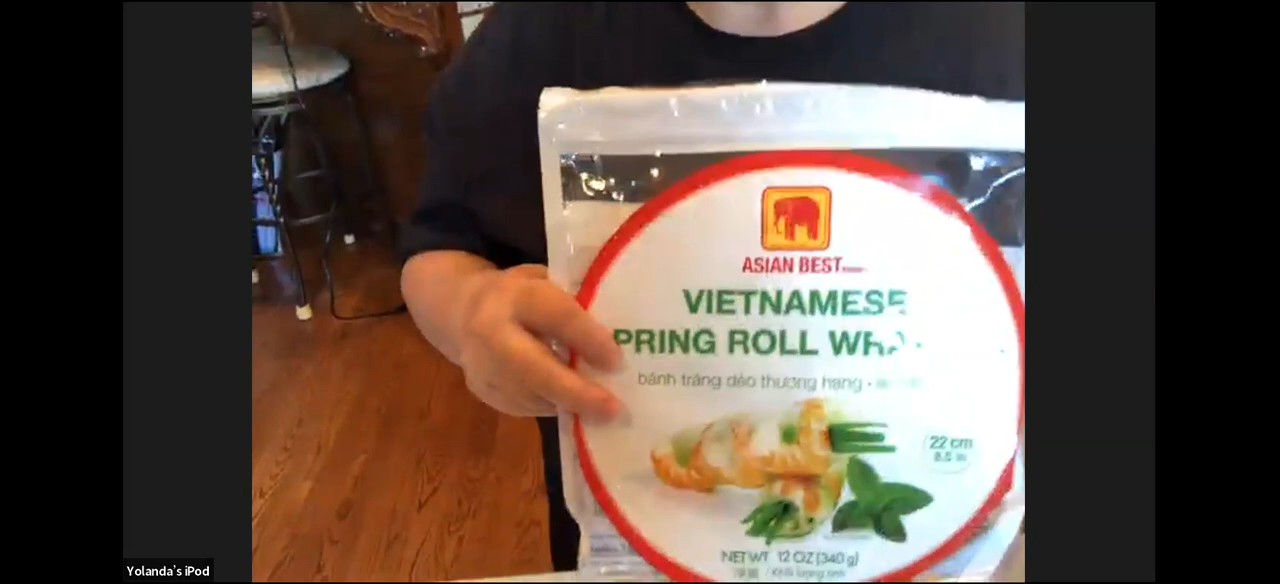 ASIAN BEST
VIETNAMESE
PRING ROLL WRA
bánh tráng dẻo thượng hạng •
22 cm
8.5 in
NET WT. 12 OZ (340 g)
Yolanda's iPod